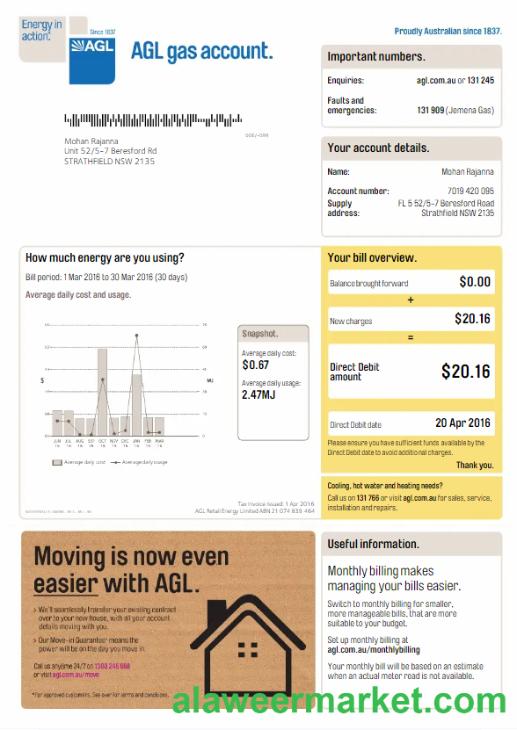 Energy in
action.
Since 1837
AGL
AGL gas account.
Proudly Australian since 1837.
Important numbers.
Enquiries: agl.com.au or 131 245
Faults and
emergencies: 131 909 (Jemena Gas)
Mohan Rajanna
Unit 52/5-7 Beresford Rd
STRATHFIELD NSW 2135
Your account details.
Name: Mohan Rajanna
Account number: 7019 420 095
Supply
address: FL 5 52/5-7 Beresford Road
Strathfield NSW 2135
How much energy are you using?
Bill period: 1 Mar 2016 to 30 Mar 2016 (30 days)
Average daily cost and usage.
$
MJ
JUN JUL AUG SEP OCT NOV DEC JAN FEB MAR
Average daily cost Average daily usage
Snapshot.
Average daily cost:
$0.67
Average daily usage:
2.47MJ
Tax Invoice Issued: 1 Apr 2016
AGL Retail Energy Limited ABN 21 074 839 464
Your bill overview.
Balance brought forward $0.00
+
New charges $20.16
=
Direct Debit
amount $20.16
Direct Debit date 20 Apr 2016
Please ensure you have sufficient funds available by the
Direct Debit date to avoid additional charges.
Thank you.
Cooling, hot water and heating needs?
Call us on 131 766 or visit agl.com.au for sales, service,
installation and repairs.
Moving is now even
easier with AGL.
› We'll seamlessly transfer your existing contract
over to your new house, with all your account
details moving with you.
› Our Move-in Guarantee* means the
power will be on the day you move in.
Call us anytime 24/7 on 1300 246 668
or visit agl.com.au/move
*For approved customers. See over for terms and conditions.
Useful information.
Monthly billing makes
managing your bills easier.
Switch to monthly billing for smaller,
more manageable bills, that are more
suitable to your budget.
Set up monthly billing at
agl.com.au/monthlybilling
Your monthly bill will be based on an estimate
when an actual meter read is not available.
alaweermarket.com